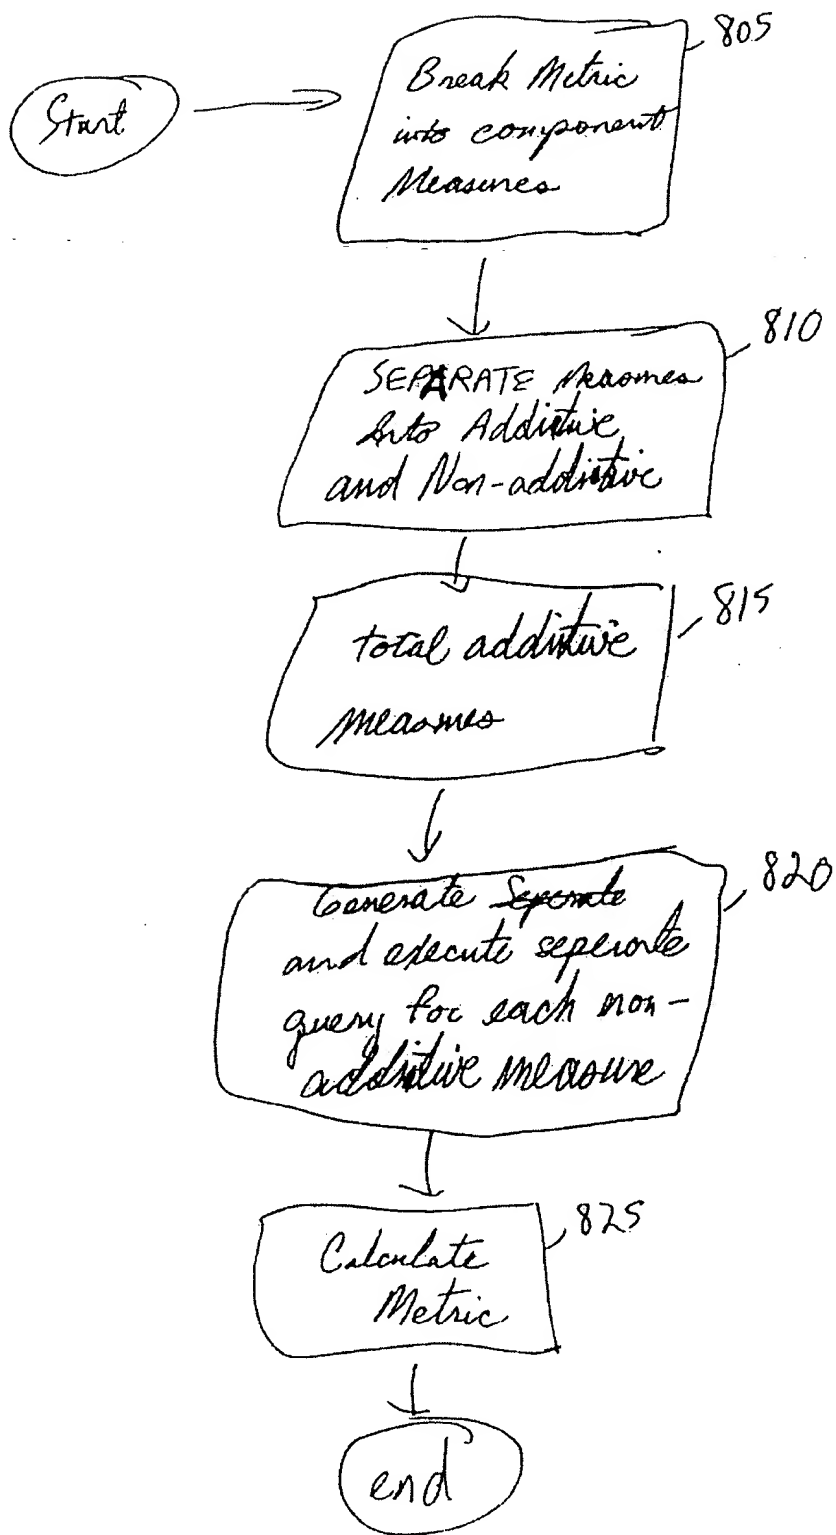 Start
805
Break Metric
into component
Measures
810
SEPARATE Measures
Into Additive
and Non-additive
815
total additive
measures
820
Generate Seperate
and execute seperate
query for each non-
additive measure
825
Calculate
Metric
end